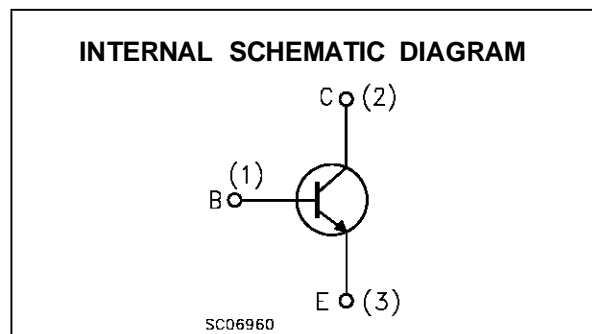 INTERNAL SCHEMATIC DIAGRAM
C (2)
(1)
B
E (3)
SC06960